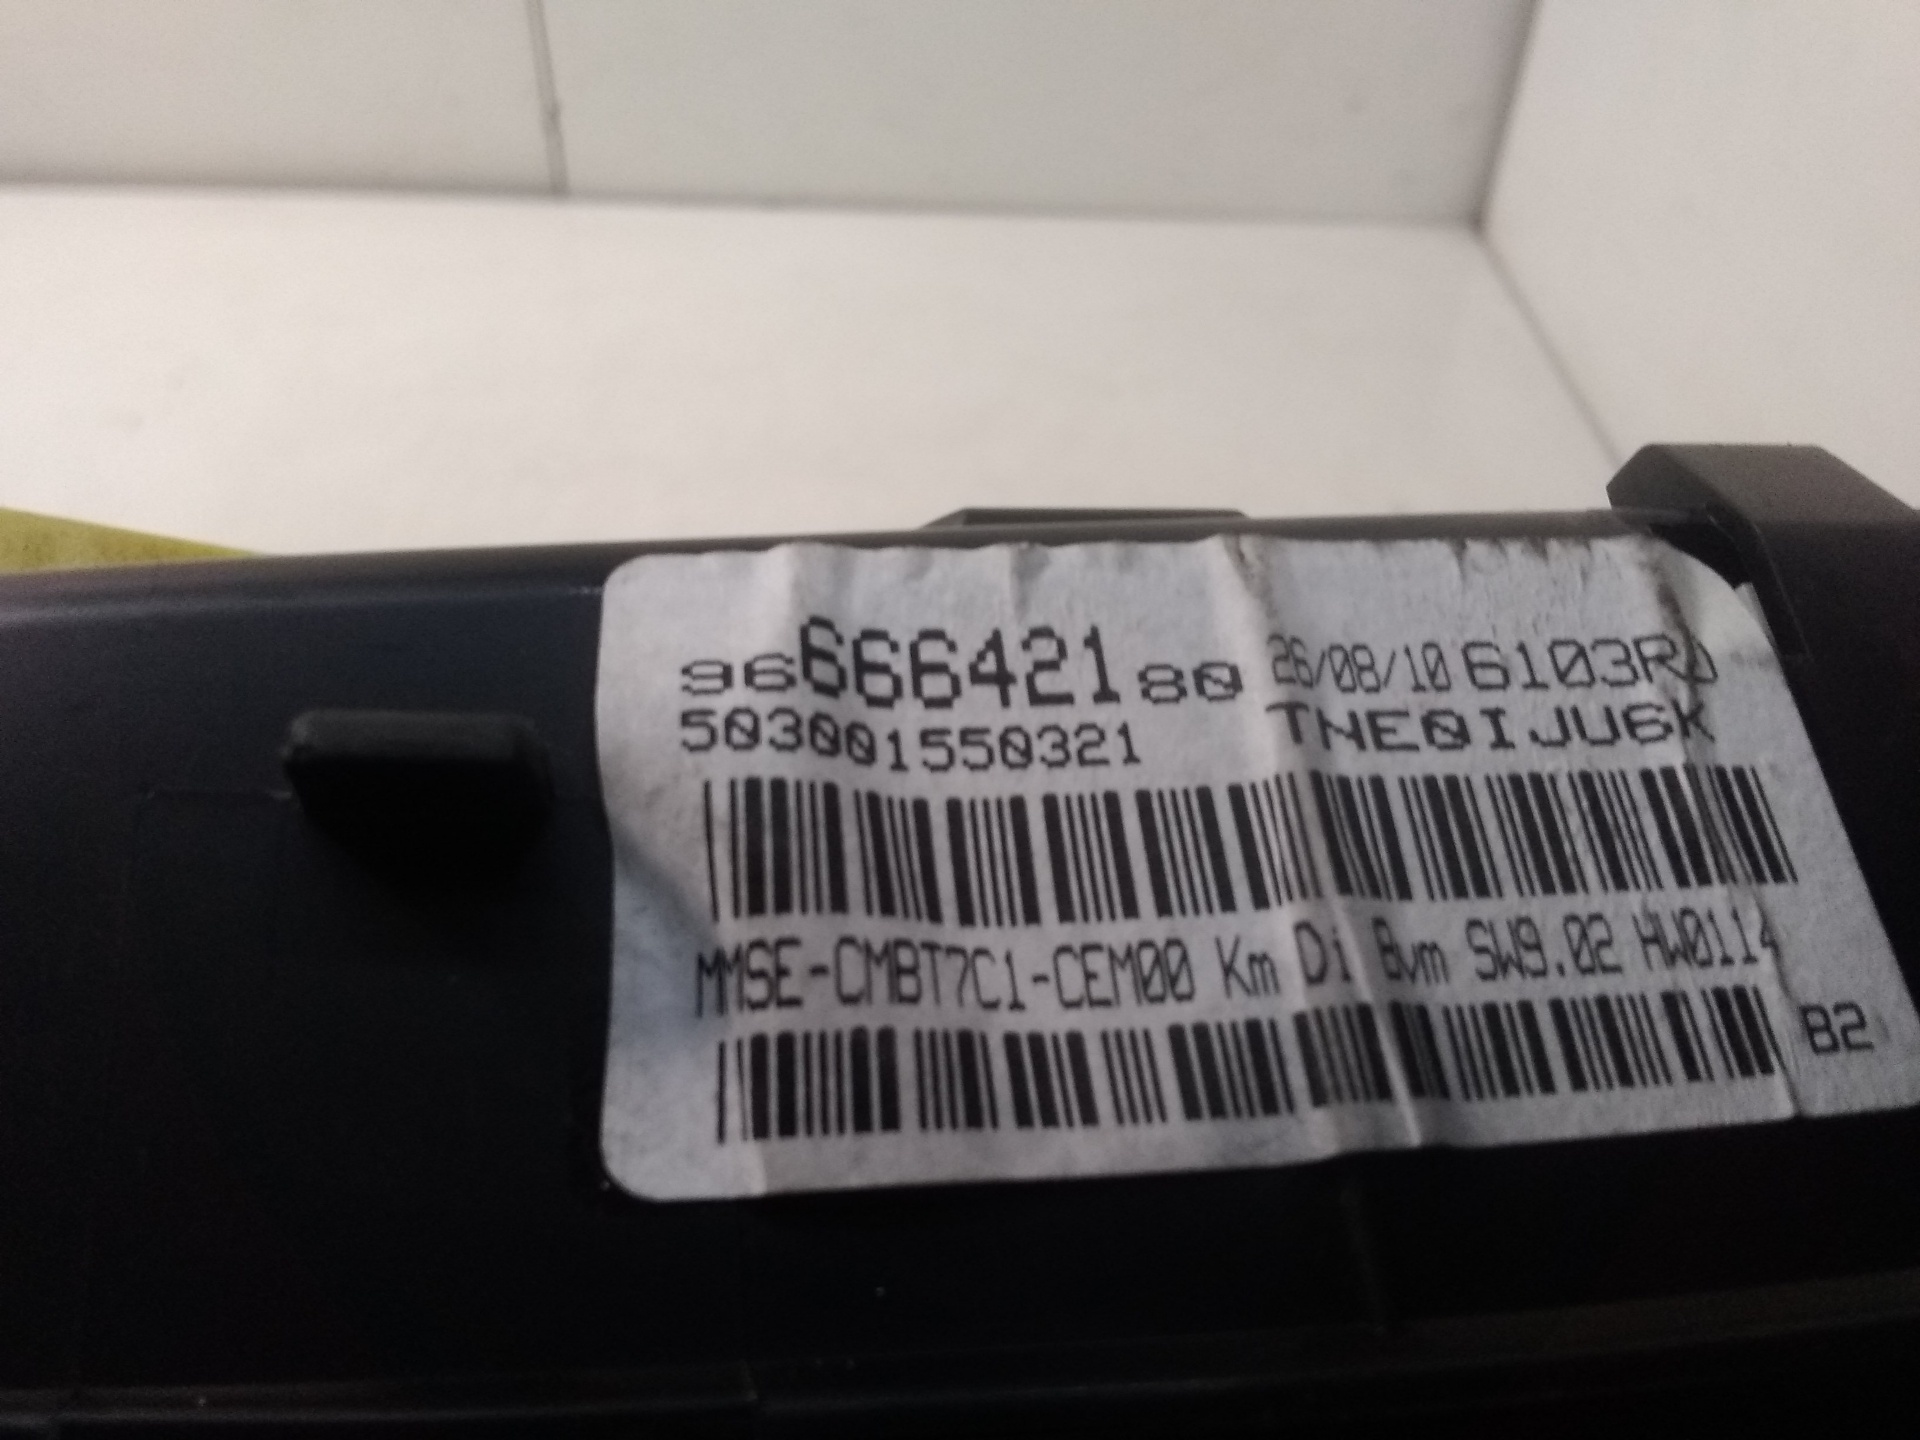 9666642180 26/08/10 6103RJ
503001550321 TNE0IJU6K
MMSE-CMBT7C1-CEM00 Km Di Bvm SW9.02 HW0114
B2